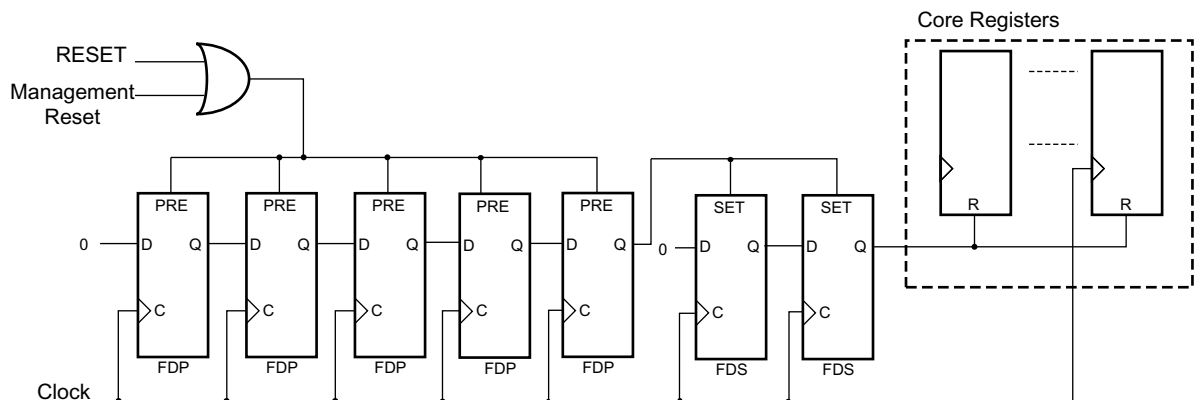 Core Registers
RESET
Management
Reset
PRE PRE PRE PRE PRE SET SET R R
0 D Q D Q D Q D Q D Q 0 D Q D Q
C C C C C C C
FDP FDP FDP FDP FDP FDS FDS
Clock